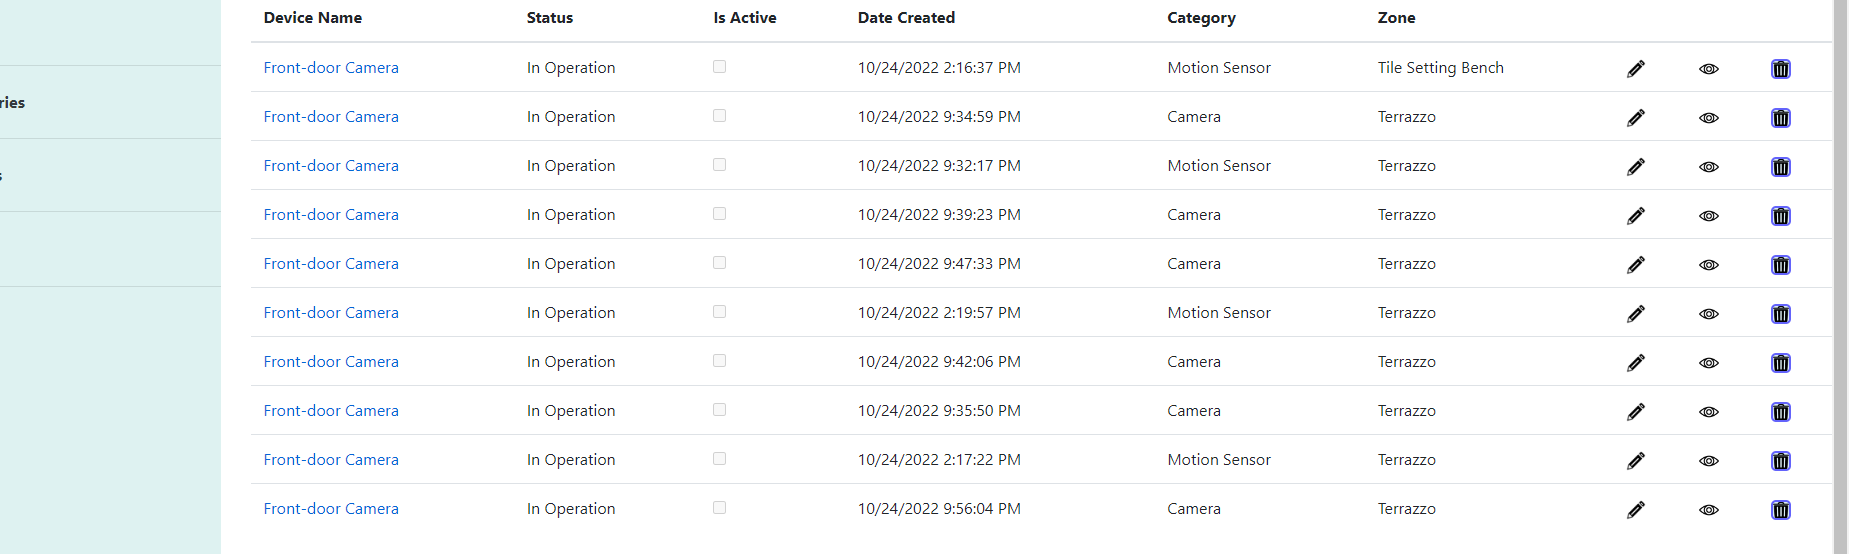 Device Name Status Is Active Date Created Category Zone
Front-door Camera In Operation 10/24/2022 2:16:37 PM Motion Sensor Tile Setting Bench
ries
Front-door Camera In Operation 10/24/2022 9:34:59 PM Camera Terrazzo
Front-door Camera In Operation 10/24/2022 9:32:17 PM Motion Sensor Terrazzo
s
Front-door Camera In Operation 10/24/2022 9:39:23 PM Camera Terrazzo
Front-door Camera In Operation 10/24/2022 9:47:33 PM Camera Terrazzo
Front-door Camera In Operation 10/24/2022 2:19:57 PM Motion Sensor Terrazzo
Front-door Camera In Operation 10/24/2022 9:42:06 PM Camera Terrazzo
Front-door Camera In Operation 10/24/2022 9:35:50 PM Camera Terrazzo
Front-door Camera In Operation 10/24/2022 2:17:22 PM Motion Sensor Terrazzo
Front-door Camera In Operation 10/24/2022 9:56:04 PM Camera Terrazzo